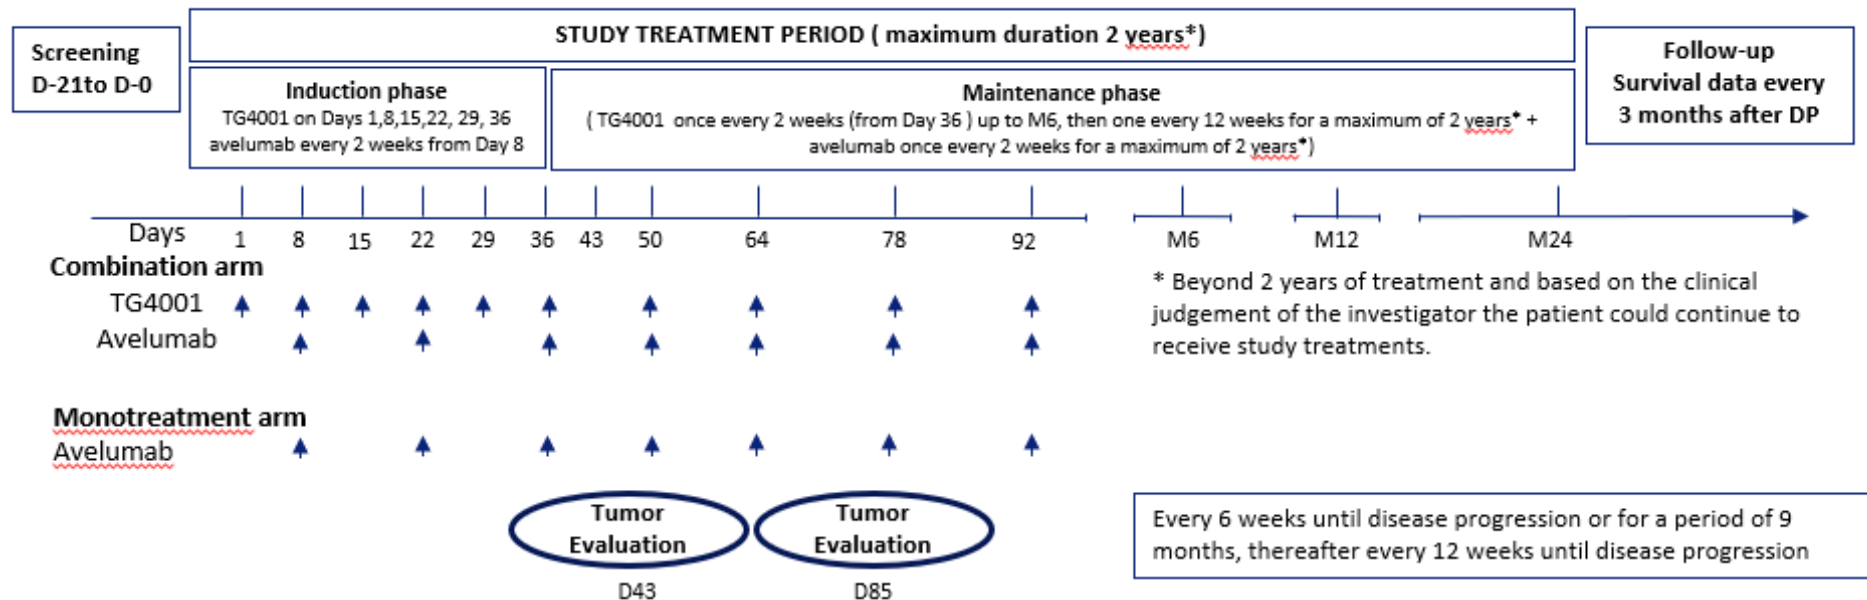 Screening
D-21to D-0
STUDY TREATMENT PERIOD ( maximum duration 2 years*)
Induction phase
TG4001 on Days 1,8,15,22, 29, 36
avelumab every 2 weeks from Day 8
Maintenance phase
( TG4001 once every 2 weeks (from Day 36 ) up to M6, then one every 12 weeks for a maximum of 2 years* +
avelumab once every 2 weeks for a maximum of 2 years*)
Follow-up
Survival data every
3 months after DP
Days 1 8 15 22 29 36 43 50 64 78 92 M6 M12 M24
Combination arm
TG4001
Avelumab
* Beyond 2 years of treatment and based on the clinical
judgement of the investigator the patient could continue to
receive study treatments.
Monotreatment arm
Avelumab
Tumor
Evaluation
D43
Tumor
Evaluation
D85
Every 6 weeks until disease progression or for a period of 9
months, thereafter every 12 weeks until disease progression